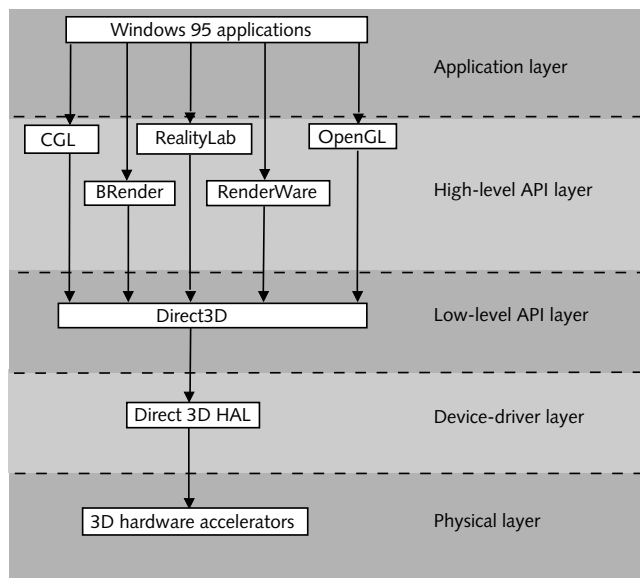 Windows 95 applications
Application layer
CGL
RealityLab
OpenGL
BRender
RenderWare
High-level API layer
Direct3D
Low-level API layer
Direct 3D HAL
Device-driver layer
3D hardware accelerators
Physical layer